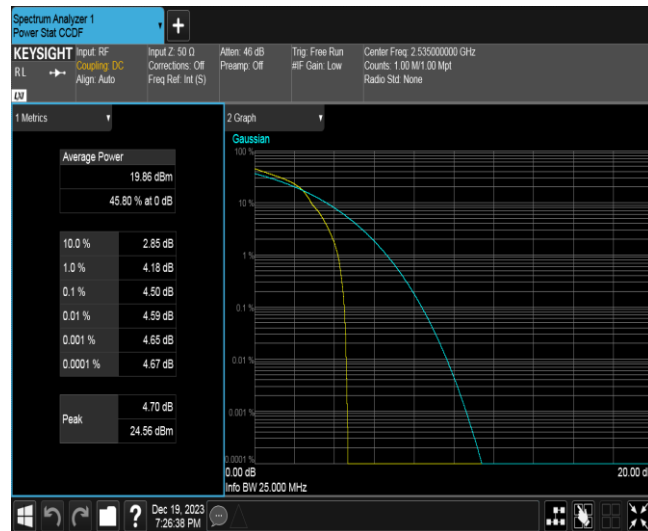 Spectrum Analyzer 1
Power Stat CCDF
+
KEYSIGHT
RL
LXI
Input: RF
Coupling: DC
Align: Auto
Input Z: 50 Ω
Corrections: Off
Freq Ref: Int (S)
Atten: 46 dB
Preamp: Off
Trig: Free Run
#IF Gain: Low
Center Freq: 2.535000000 GHz
Counts: 1.00 M/1.00 Mpt
Radio Std: None
1 Metrics
Average Power
19.86 dBm
45.80 % at 0 dB
10.0 % 2.85 dB
1.0 % 4.18 dB
0.1 % 4.50 dB
0.01 % 4.59 dB
0.001 % 4.65 dB
0.0001 % 4.67 dB
Peak
4.70 dB
24.56 dBm
2 Graph
Gaussian
100 %
10 %
1 %
0.1 %
0.01 %
0.001 %
0.0001 %
0.00 dB
20.00 d
Info BW 25.000 MHz
?
Dec 19, 2023
7:26:38 PM